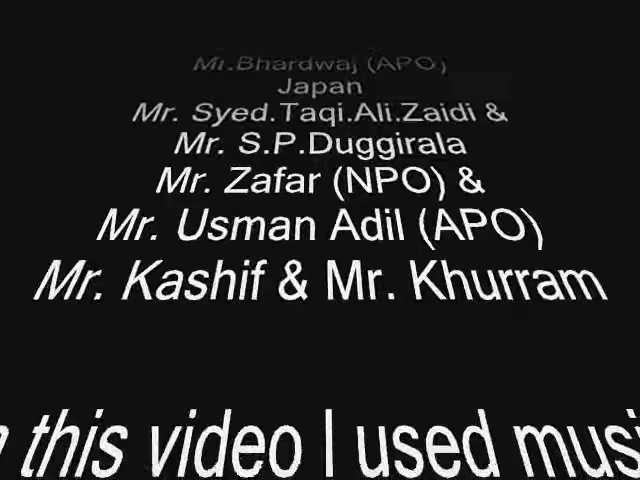 Mr.Bhardwaj (APO)
Japan
Mr. Syed.Taqi.Ali.Zaidi &
Mr. S.P.Duggirala
Mr. Zafar (NPO) &
Mr. Usman Adil (APO)
Mr. Kashif & Mr. Khurram
this video I used